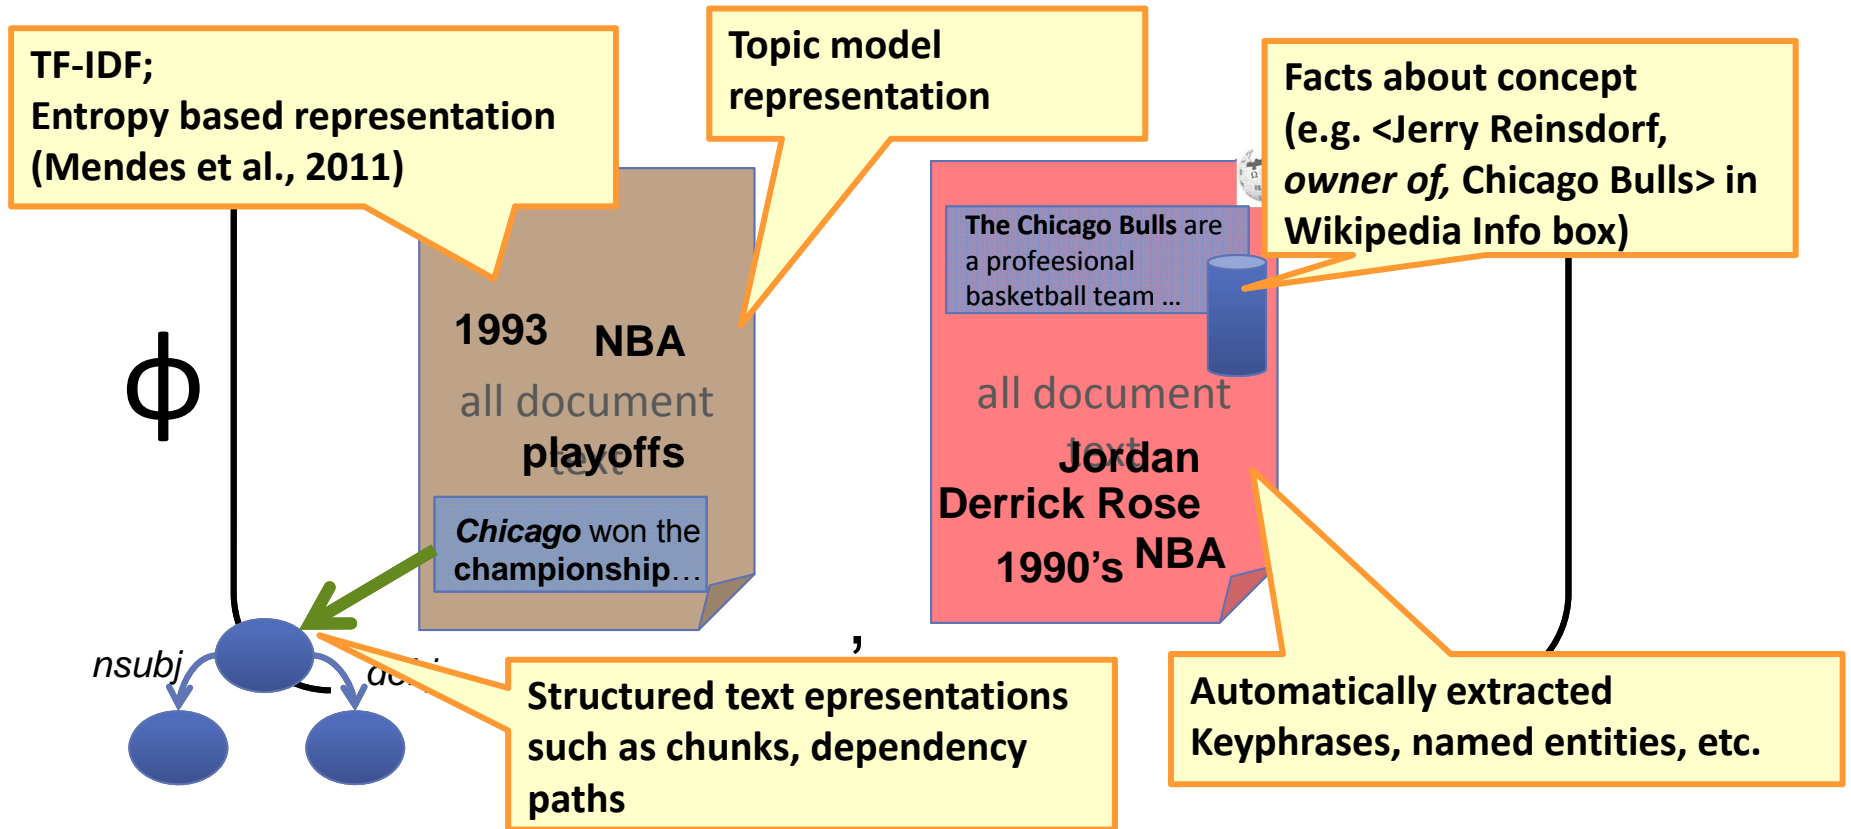 TF-IDF;
Entropy based representation
(Mendes et al., 2011)
Topic model
representation
Facts about concept
(e.g. <Jerry Reinsdorf,
owner of, Chicago Bulls> in
Wikipedia Info box)
The Chicago Bulls are
a profeesional
basketball team ...
ϕ
1993
NBA
all document
text
playoffs
Chicago won the
championship…
all document
text
Jordan
Derrick Rose
1990's NBA
,
nsubj
Structured text epresentations
such as chunks, dependency
paths
Automatically extracted
Keyphrases, named entities, etc.